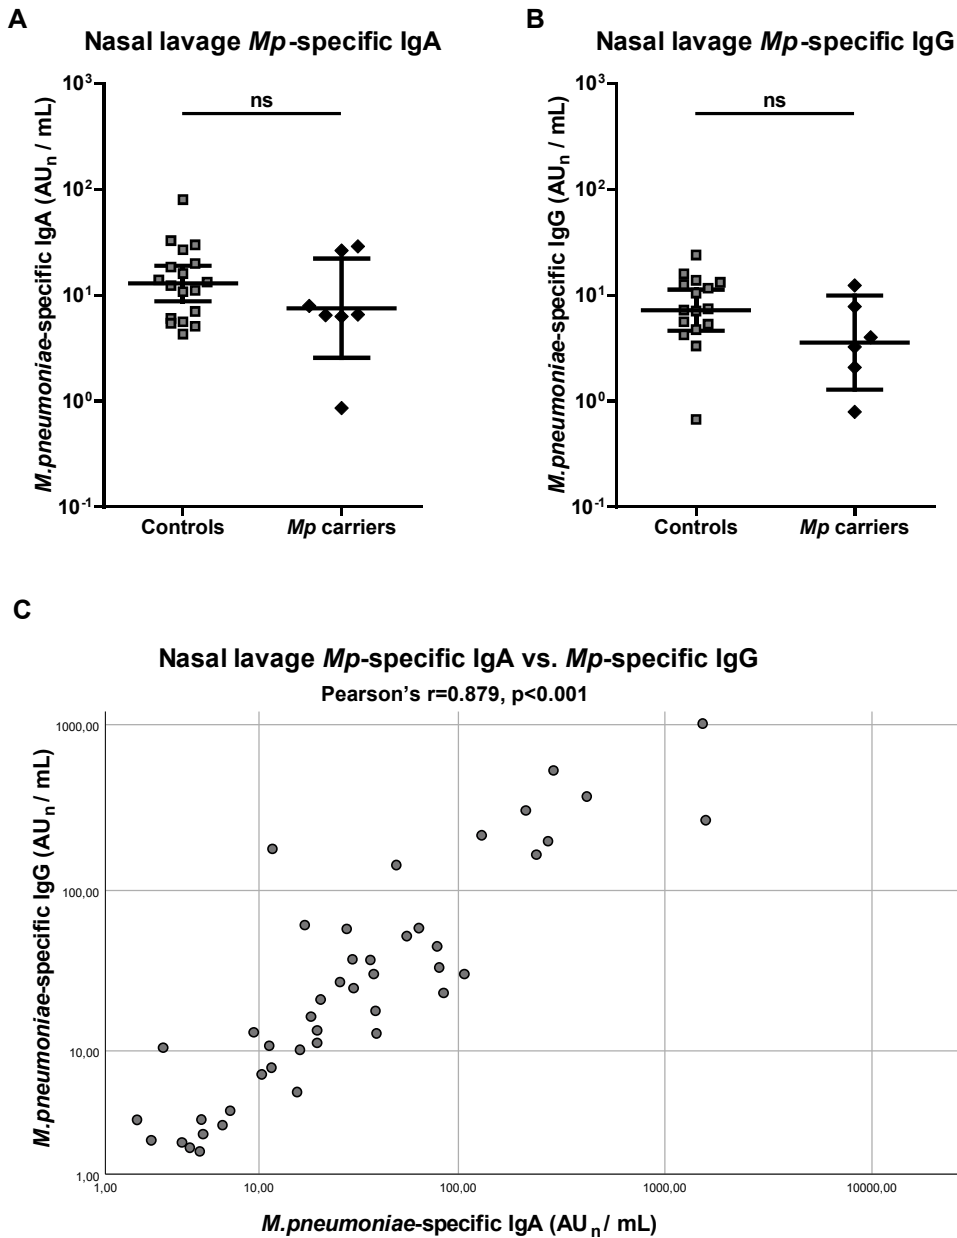 A
Nasal lavage Mp-specific IgA
M.pneumoniae-specific IgA (AUn / mL)
10³
10²
10¹
10⁰
10⁻¹
ns
Controls
Mp carriers
B
Nasal lavage Mp-specific IgG
M.pneumoniae-specific IgG (AUn / mL)
10³
10²
10¹
10⁰
10⁻¹
ns
Controls
Mp carriers
C
Nasal lavage Mp-specific IgA vs. Mp-specific IgG
Pearson's r=0.879, p<0.001
M.pneumoniae-specific IgG (AUn / mL)
1000,00
100,00
10,00
1,00
1,00
10,00
100,00
1000,00
10000,00
M.pneumoniae-specific IgA (AUn / mL)